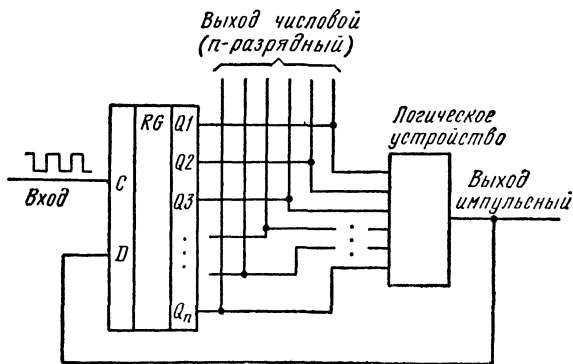 Выход числовой
(n-разрядный)
RG
Q1
Q2
Q3
Qn
C
D
Вход
Логическое
устройство
Выход
импульсный